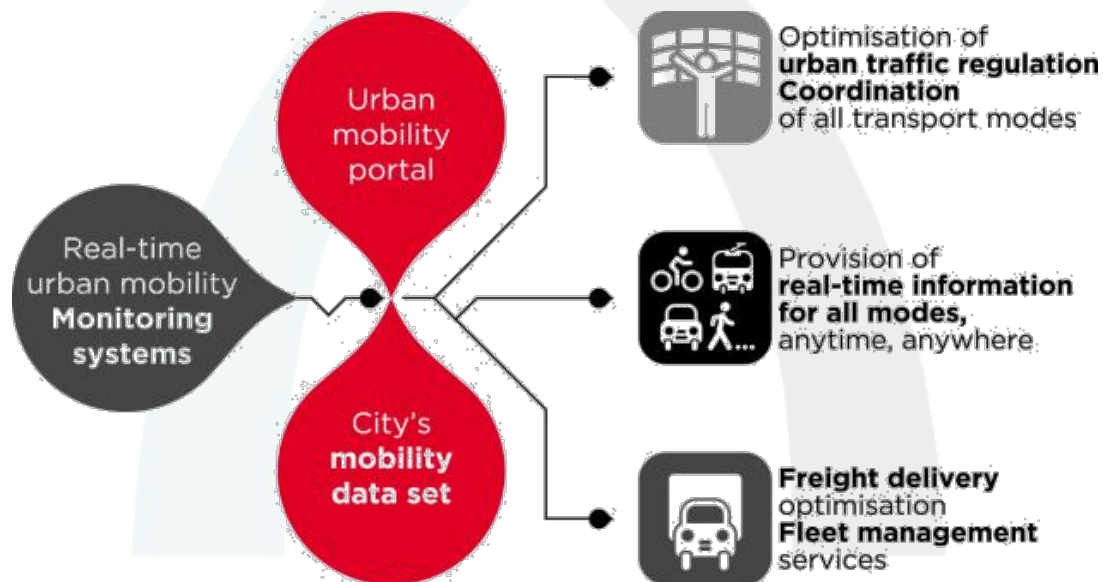 Urban
mobility
portal
Real-time
urban mobility
Monitoring
systems
City's
mobility
data set
Optimisation of
urban traffic regulation
Coordination
of all transport modes
Provision of
real-time information
for all modes,
anytime, anywhere
Freight delivery
optimisation
Fleet management
services